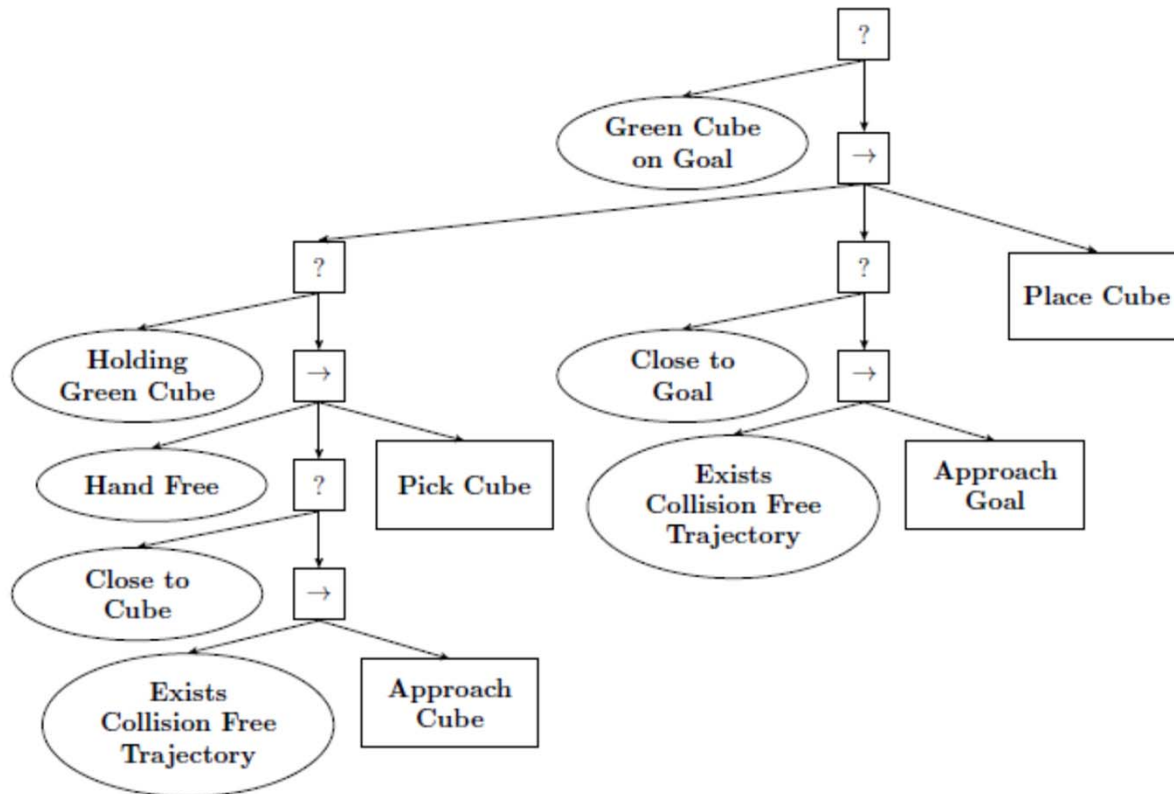 ?
Green Cube
on Goal
→
?
?
Place Cube
Holding
Green Cube
→
Close to
Goal
→
Hand Free
?
Pick Cube
Exists
Collision Free
Trajectory
Approach
Goal
Close to
Cube
→
Exists
Collision Free
Trajectory
Approach
Cube